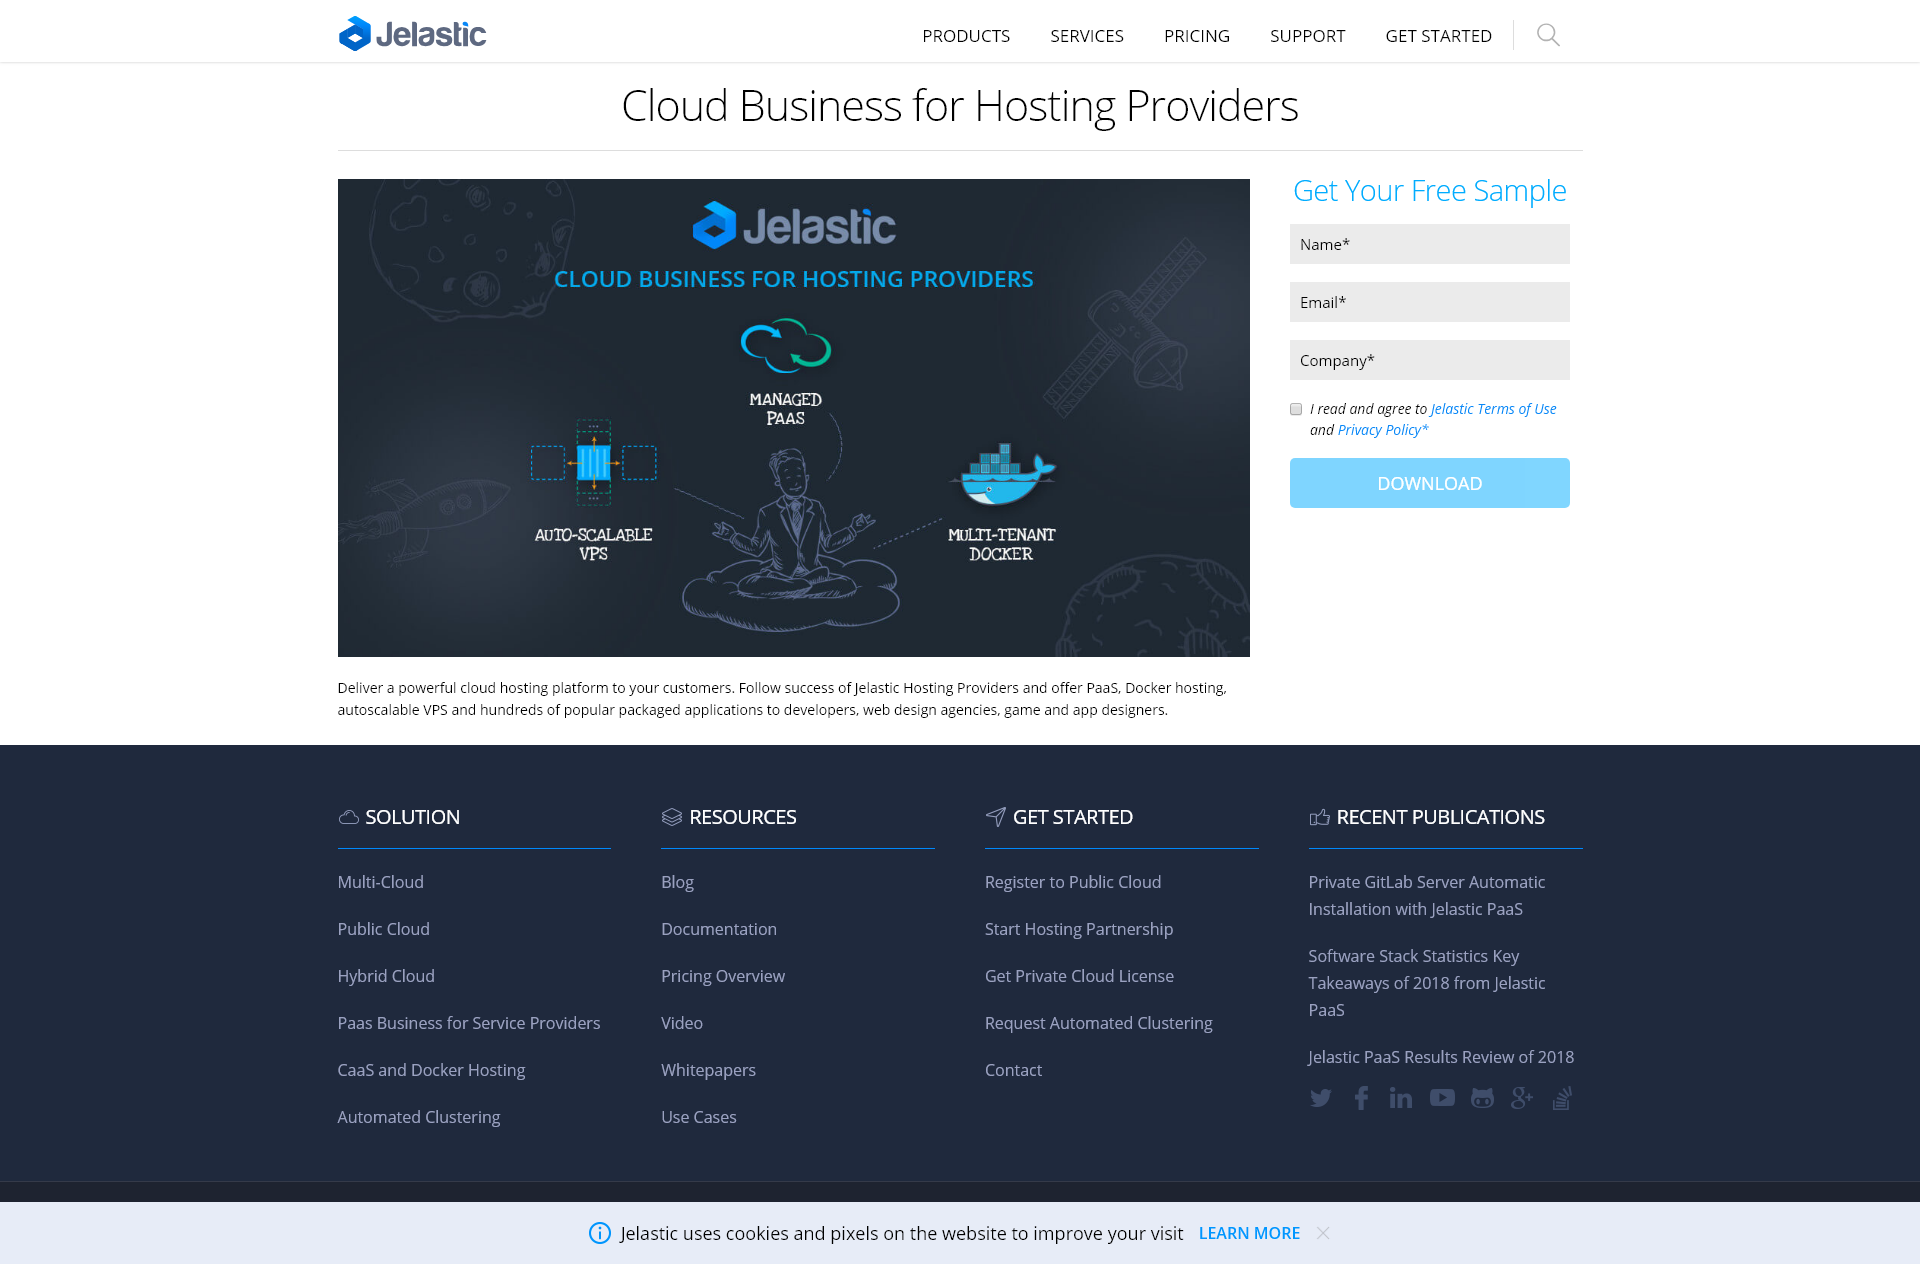 Jelastic
PRODUCTS
SERVICES
PRICING
SUPPORT
GET STARTED
Cloud Business for Hosting Providers
Jelastic
CLOUD BUSINESS FOR HOSTING PROVIDERS
MANAGED
PAAS
AUTO-SCALABLE
VPS
MULTI-TENANT
DOCKER
Get Your Free Sample
Name*
Email*
Company*
I read and agree to Jelastic Terms of Use
and Privacy Policy*
DOWNLOAD
Deliver a powerful cloud hosting platform to your customers. Follow success of Jelastic Hosting Providers and offer PaaS, Docker hosting,
autoscalable VPS and hundreds of popular packaged applications to developers, web design agencies, game and app designers.
SOLUTION
Multi-Cloud
Public Cloud
Hybrid Cloud
Paas Business for Service Providers
CaaS and Docker Hosting
Automated Clustering
RESOURCES
Blog
Documentation
Pricing Overview
Video
Whitepapers
Use Cases
GET STARTED
Register to Public Cloud
Start Hosting Partnership
Get Private Cloud License
Request Automated Clustering
Contact
RECENT PUBLICATIONS
Private GitLab Server Automatic
Installation with Jelastic PaaS
Software Stack Statistics Key
Takeaways of 2018 from Jelastic
PaaS
Jelastic PaaS Results Review of 2018
Jelastic uses cookies and pixels on the website to improve your visit LEARN MORE